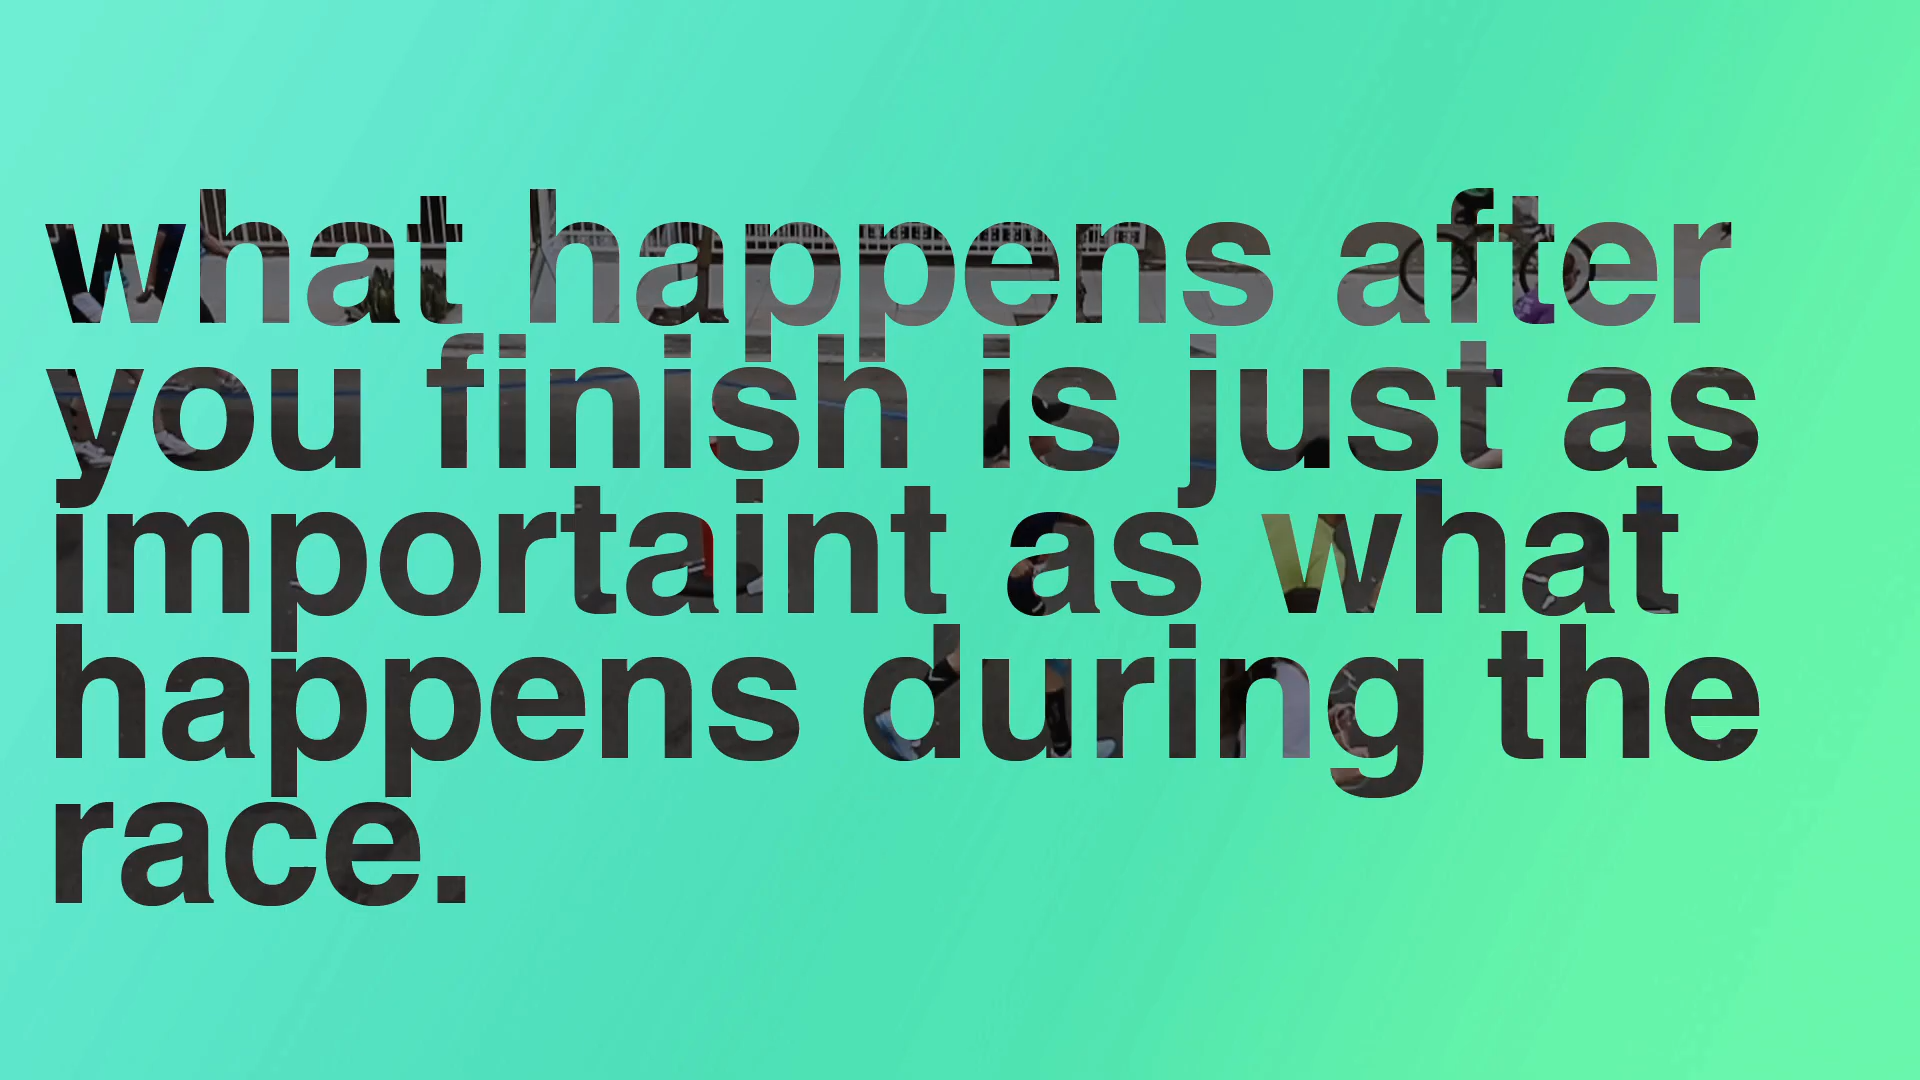 what happens after
you finish is just as
importaint as what
happens during the
race.